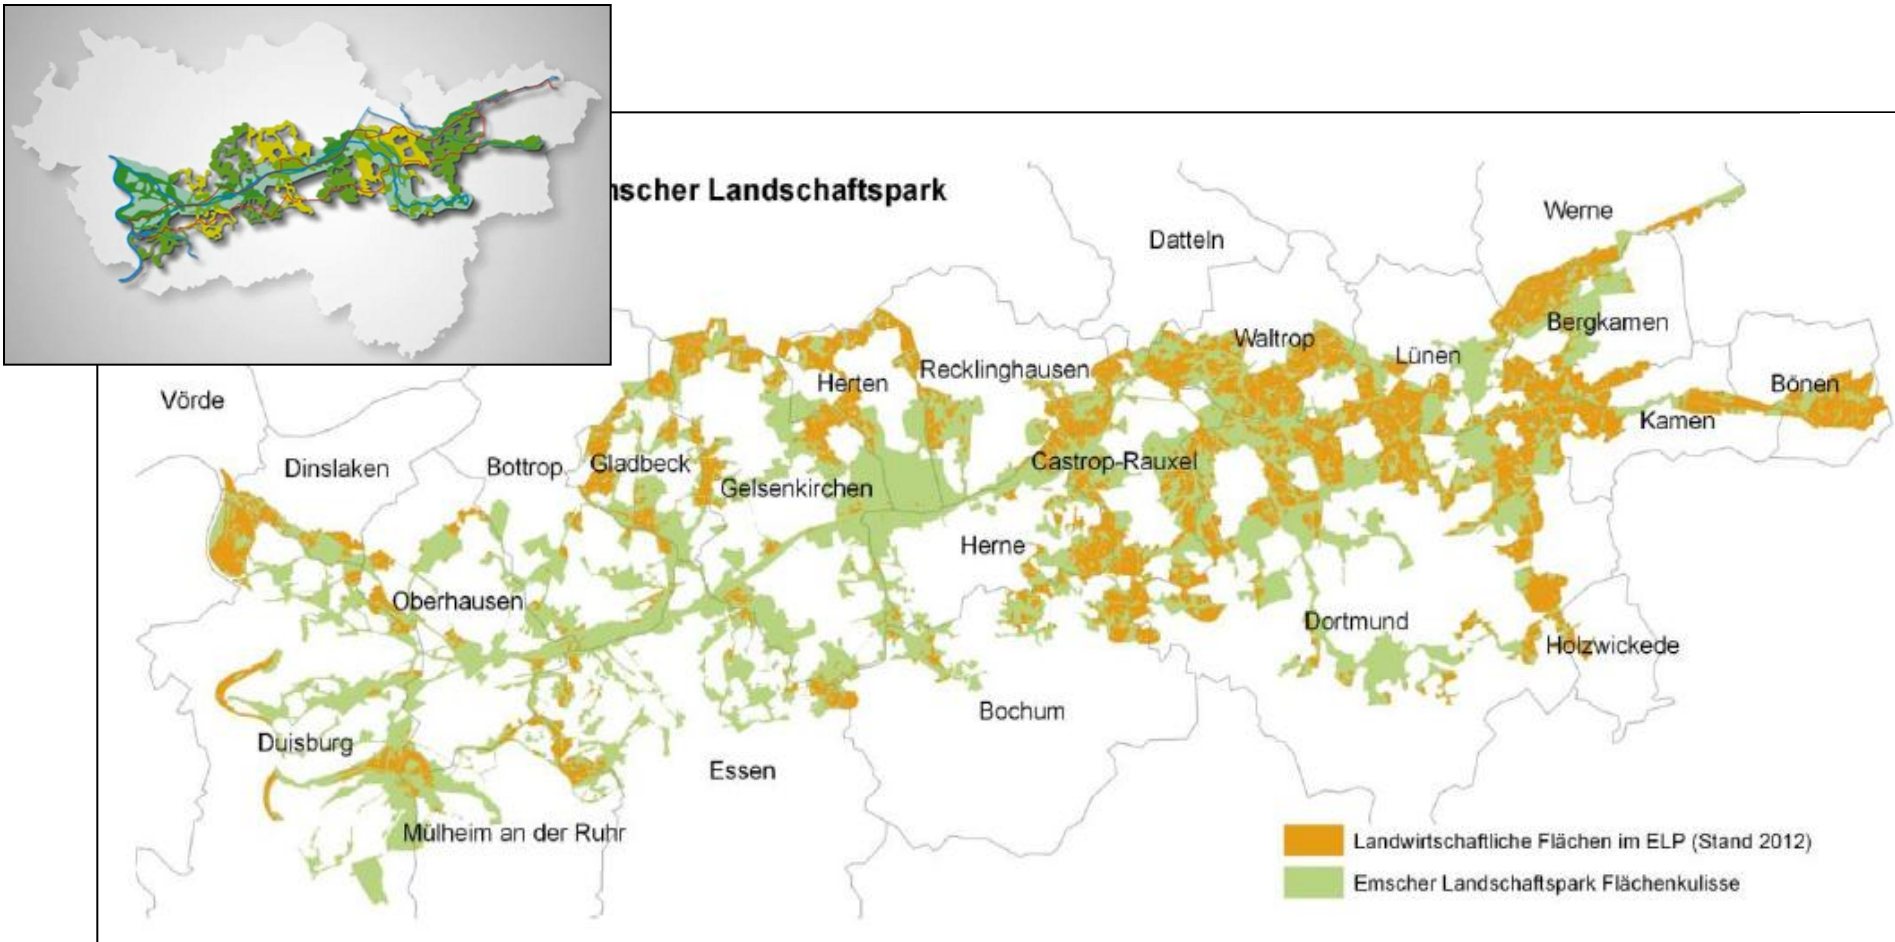 mscher Landschaftspark
Werne
Datteln
Bergkamen
Waltrop
Lünen
Recklinghausen
Herten
Bönen
Vörde
Kamen
Castrop-Rauxel
Dinslaken
Bottrop
Gladbeck
Gelsenkirchen
Herne
Oberhausen
Dortmund
Holzwickede
Bochum
Duisburg
Essen
Mülheim an der Ruhr
Landwirtschaftliche Flächen im ELP (Stand 2012)
Emscher Landschaftspark Flächenkulisse